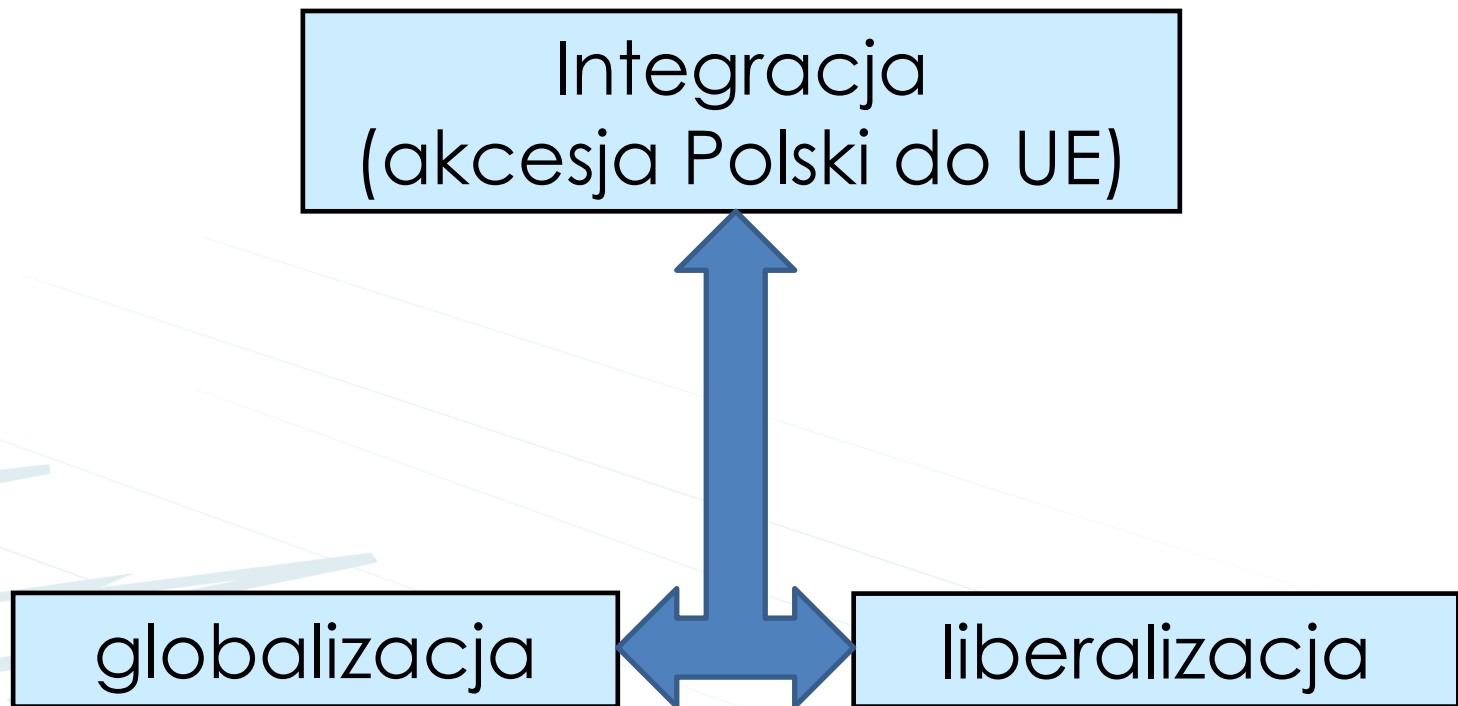 Integracja
(akcesja Polski do UE)
globalizacja
liberalizacja